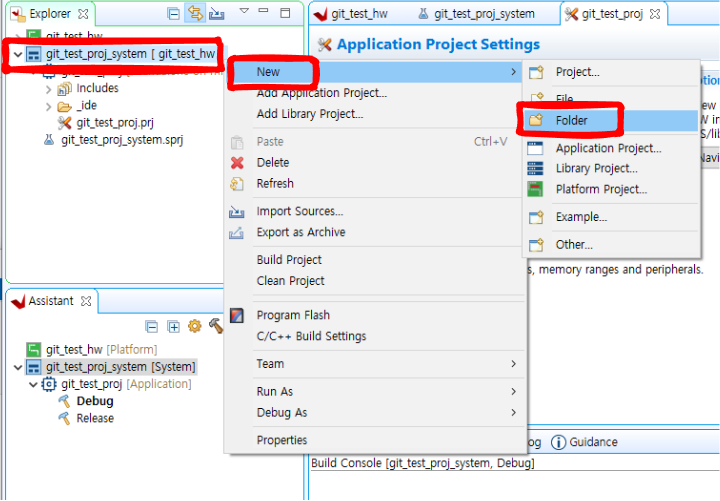 Explorer
git_test_hw
git_test_proj_system
git_test_proj
git_test_hw
git_test_proj_system [ git_test_hw
Application Project Settings
New
Project...
Includes
Add Application Project...
File
_ide
Add Library Project...
Folder
git_test_proj.prj
git_test_proj_system.sprj
Paste
Ctrl+V
Application Project...
Delete
Library Project...
Refresh
Platform Project...
Import Sources...
Example...
Export as Archive
Other...
Build Project
s, memory ranges and peripherals.
Clean Project
Assistant
Program Flash
C/C++ Build Settings
git_test_hw [Platform]
git_test_proj_system [System]
Team
git_test_proj [Application]
Run As
Debug
Debug As
Release
Properties
Guidance
Build Console [git_test_proj_system, Debug]